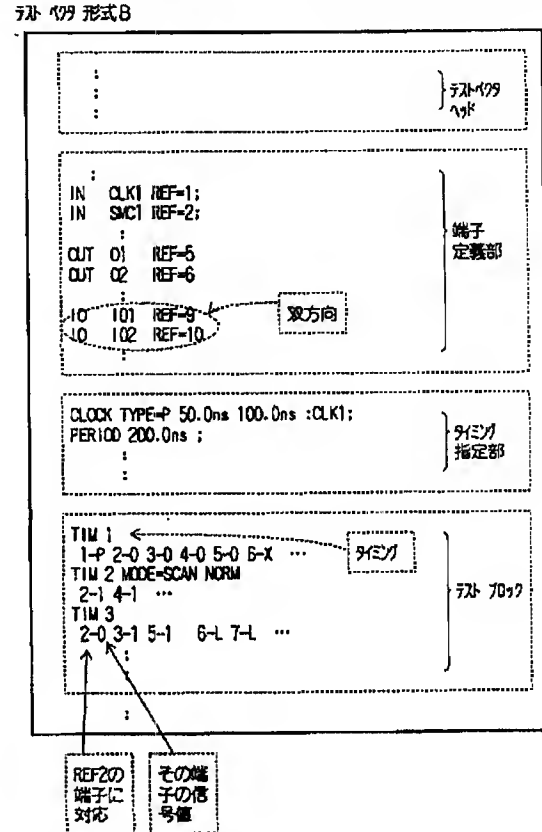 テスト ベクタ 形式B
:
:
:
テストベクタ
ヘッド
:
IN CLK1 REF=1;
IN SMC1 REF=2;
:
OUT O1 REF=5
OUT O2 REF=6
:
IO IO1 REF=9
IO IO2 REF=10
:
双方向
端子
定義部
CLOCK TYPE=P 50.0ns 100.0ns :CLK1;
PERIOD 200.0ns ;
:
:
タイミング
指定部
TIM 1
1-P 2-0 3-0 4-0 5-0 6-X …
TIM 2 MODE=SCAN NORM
2-1 4-1 …
TIM 3
2-0 3-1 5-1 6-L 7-L …
:
:
:
タイミング
テスト ブロック
REF2の
端子に
対応
その端
子の信
号値